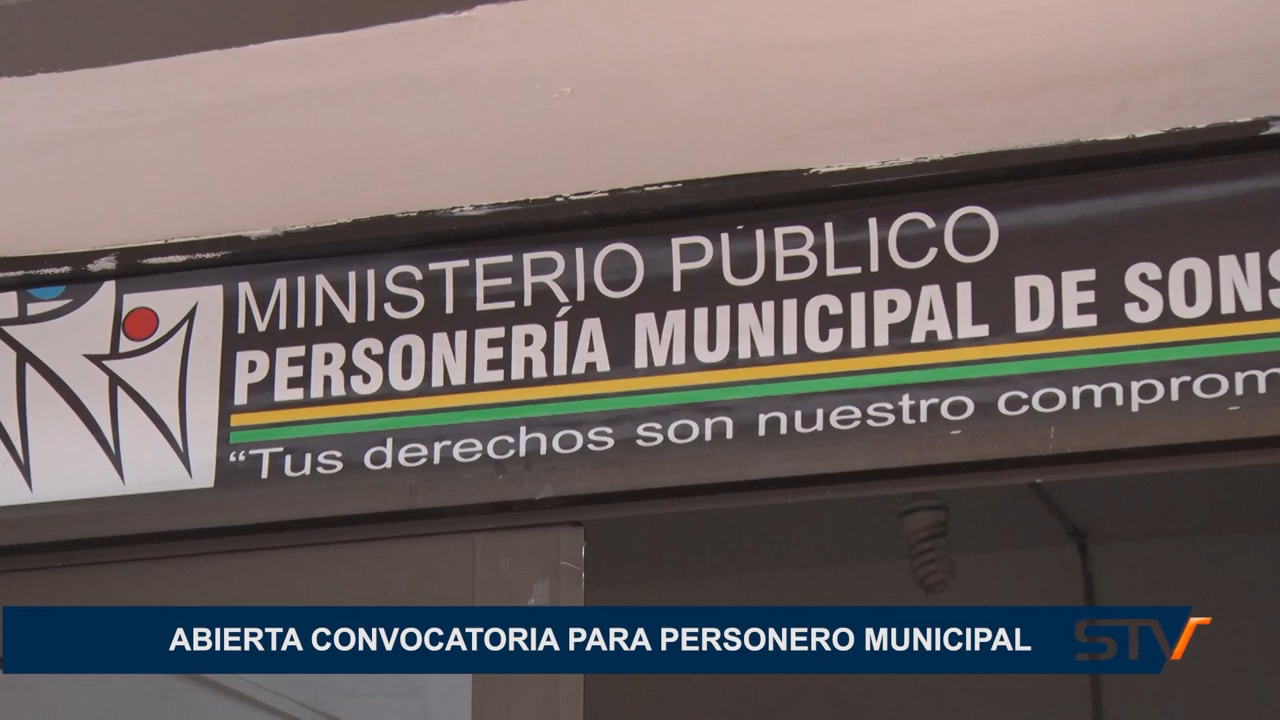 MINISTERIO PÚBLICO
PERSONERÍA MUNICIPAL DE SONS
“Tus derechos son nuestro comprom
ABIERTA CONVOCATORIA PARA PERSONERO MUNICIPAL
STV